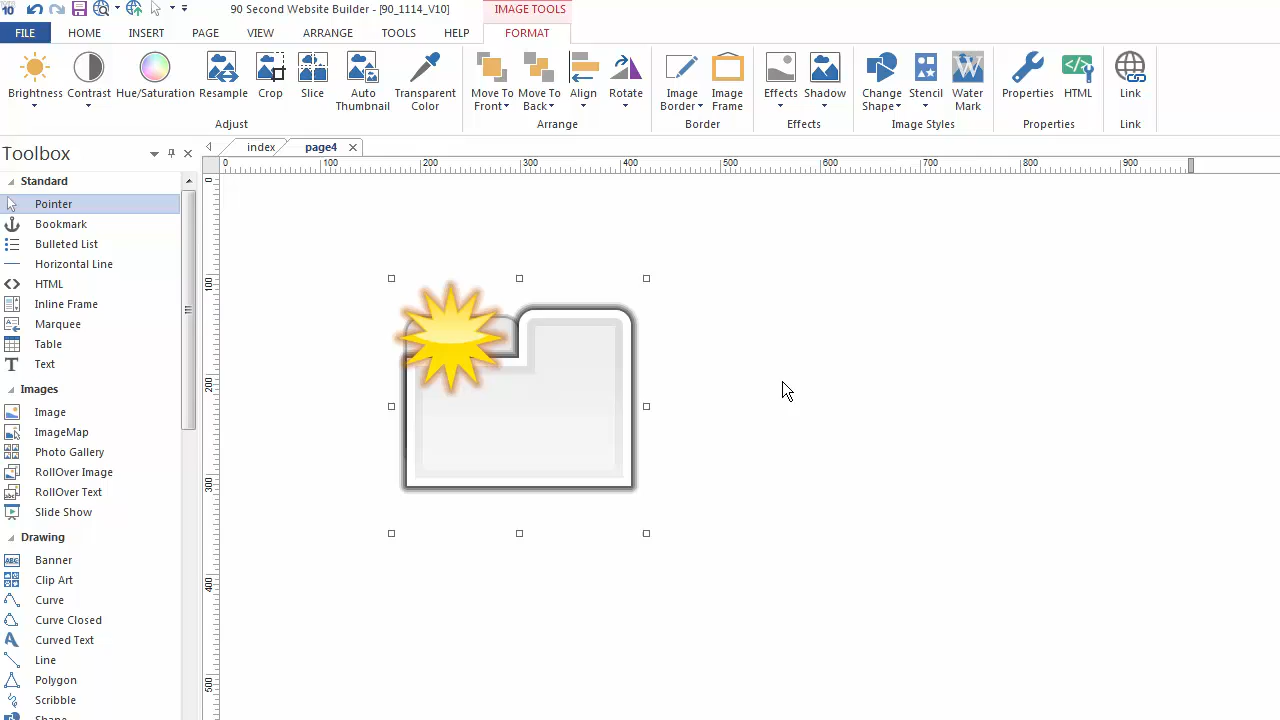 10
90 Second Website Builder - [90_1114_V10]
IMAGE TOOLS
FILE HOME INSERT PAGE VIEW ARRANGE TOOLS HELP FORMAT
Brightness Contrast Hue/Saturation Resample Crop Slice Auto Thumbnail Transparent Color Move To Front Move To Back Align Rotate Image Border Image Frame Effects Shadow Change Shape Stencil Water Mark Properties HTML Link
Adjust Arrange Border Effects Image Styles Properties Link
Toolbox
index page4
0 100 200 300 400 500 600 700 800 900
0
100
200
300
400
500
Standard
Pointer
Bookmark
Bulleted List
Horizontal Line
HTML
Inline Frame
Marquee
Table
Text
Images
Image
ImageMap
Photo Gallery
RollOver Image
RollOver Text
Slide Show
Drawing
Banner
Clip Art
Curve
Curve Closed
Curved Text
Line
Polygon
Scribble
Shape